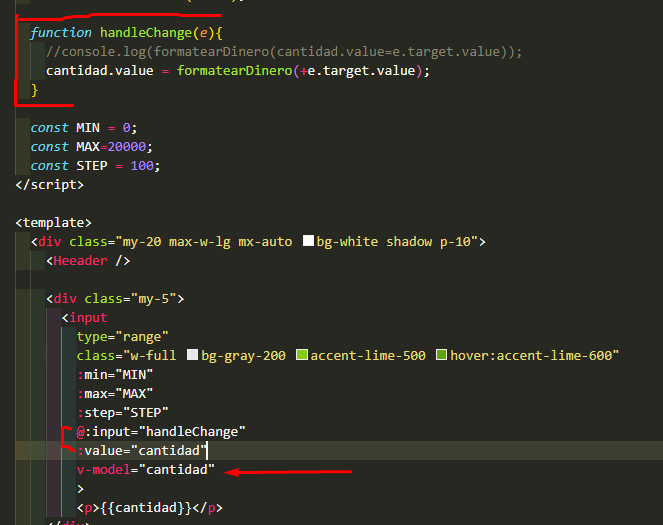 function handleChange(e){
//console.log(formatearDinero(cantidad.value=e.target.value));
cantidad.value = formatearDinero(+e.target.value);
}
const MIN = 0;
const MAX=20000;
const STEP = 100;
</script>
<template>
<div class="my-20 max-w-lg mx-auto bg-white shadow p-10">
<Heeader />
<div class="my-5">
<input
type="range"
class="w-full bg-gray-200 accent-lime-500 hover:accent-lime-600"
:min="MIN"
:max="MAX"
:step="STEP"
@:input="handleChange"
:value="cantidad"
v-model="cantidad"
>
<p>{{cantidad}}</p>